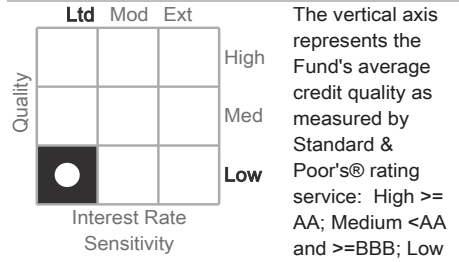 Ltd Mod Ext
High
Med
Low
Quality
Interest Rate
Sensitivity
The vertical axis
represents the
Fund's average
credit quality as
measured by
Standard &
Poor's® rating
service: High >=
AA; Medium <AA
and >=BBB; Low